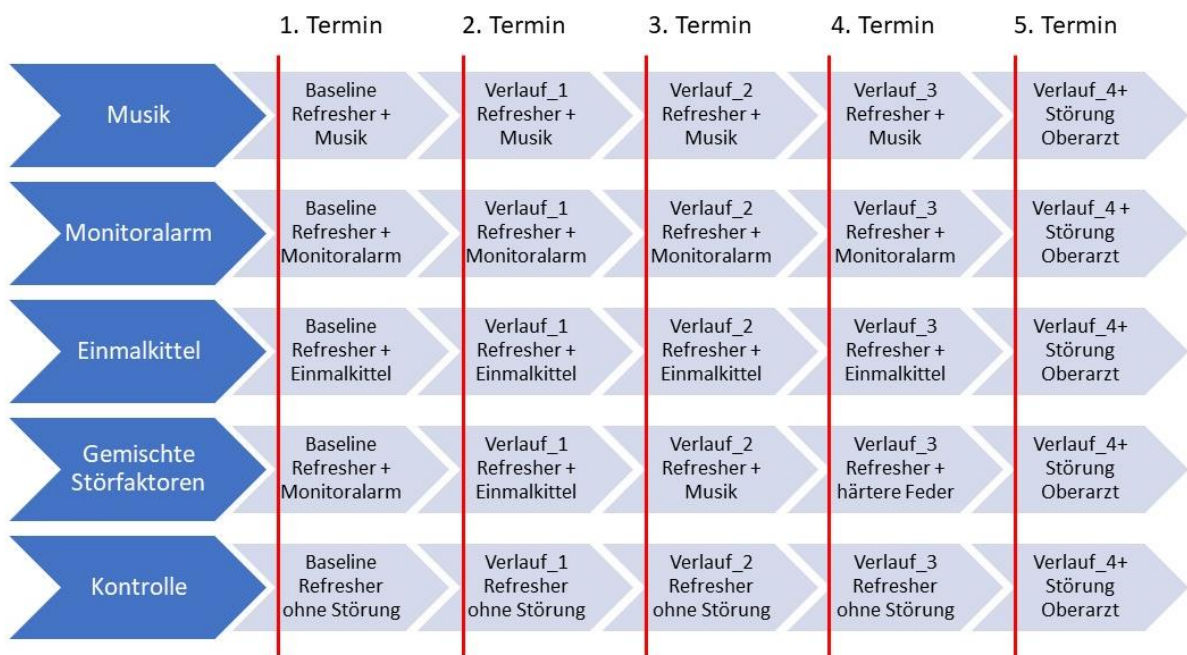 1. Termin 2. Termin 3. Termin 4. Termin 5. Termin
Musik
Baseline
Refresher +
Musik
Verlauf_1
Refresher +
Musik
Verlauf_2
Refresher +
Musik
Verlauf_3
Refresher +
Musik
Verlauf_4+
Störung
Oberarzt
Monitoralarm
Baseline
Refresher +
Monitoralarm
Verlauf_1
Refresher +
Monitoralarm
Verlauf_2
Refresher +
Monitoralarm
Verlauf_3
Refresher +
Monitoralarm
Verlauf_4 +
Störung
Oberarzt
Einmalkittel
Baseline
Refresher +
Einmalkittel
Verlauf_1
Refresher +
Einmalkittel
Verlauf_2
Refresher +
Einmalkittel
Verlauf_3
Refresher +
Einmalkittel
Verlauf_4+
Störung
Oberarzt
Gemischte
Störfaktoren
Baseline
Refresher +
Monitoralarm
Verlauf_1
Refresher +
Einmalkittel
Verlauf_2
Refresher +
Musik
Verlauf_3
Refresher +
härtere Feder
Verlauf_4+
Störung
Oberarzt
Kontrolle
Baseline
Refresher
ohne Störung
Verlauf_1
Refresher
ohne Störung
Verlauf_2
Refresher
ohne Störung
Verlauf_3
Refresher
ohne Störung
Verlauf_4+
Störung
Oberarzt